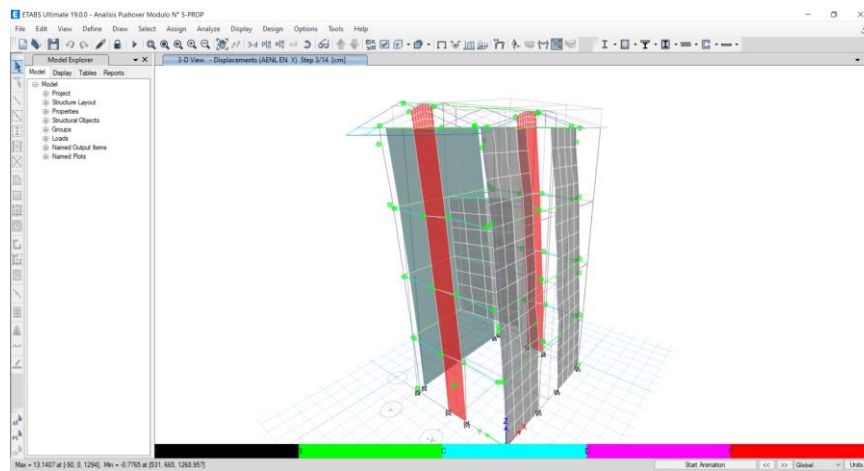 ETABS Ultimate 19.0.0 - Analisis Pushover Modulo N° 5-PROP
File Edit View Define Draw Select Assign Analyze Display Design Options Tools Help
Model Explorer
3-D View - Displacements (AENL EN Y) Step 3/14 [cm]
Model Display Tables Reports
Model
Project
Structure Layout
Properties
Structural Objects
Groups
Loads
Named Output Items
Named Plots
Z
X
Y
B
C
D
E
Max = 13.1407 at [-90, 0, 1294]; Min = -0.7765 at [531, 665, 1260.957]
Start Animation << >> Global Units